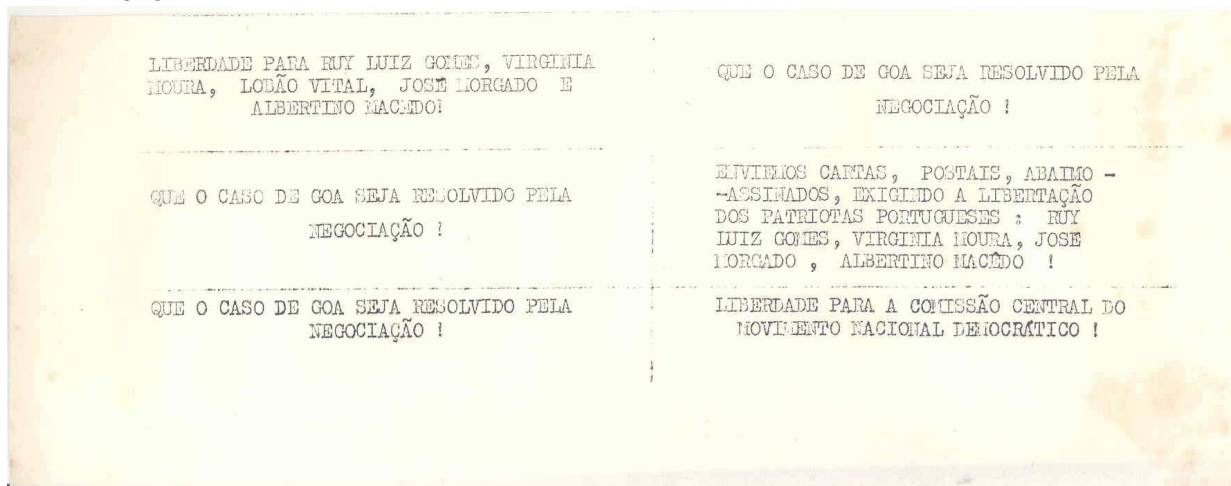 LIBERDADE PARA RUY LUIZ GOMES, VIRGINIA
MOURA, LOBÃO VITAL, JOSÉ MORGADO E
ALBERTINO MACEDO!
QUE O CASO DE GOA SEJA RESOLVIDO PELA
NEGOCIAÇÃO !
QUE O CASO DE GOA SEJA RESOLVIDO PELA
NEGOCIAÇÃO !
QUE O CASO DE GOA SEJA RESOLVIDO PELA
NEGOCIAÇÃO !
ENVIEMOS CARTAS, POSTAIS, ABAIXO -
-ASSINADOS, EXIGINDO A LIBERTAÇÃO
DOS PATRIOTAS PORTUGUESES : RUY
LUIZ GOMES, VIRGINIA MOURA, JOSE
MORGADO , ALBERTINO MACÊDO !
LIBERDADE PARA A COMISSÃO CENTRAL DO
MOVIMENTO NACIONAL DEMOCRÁTICO !